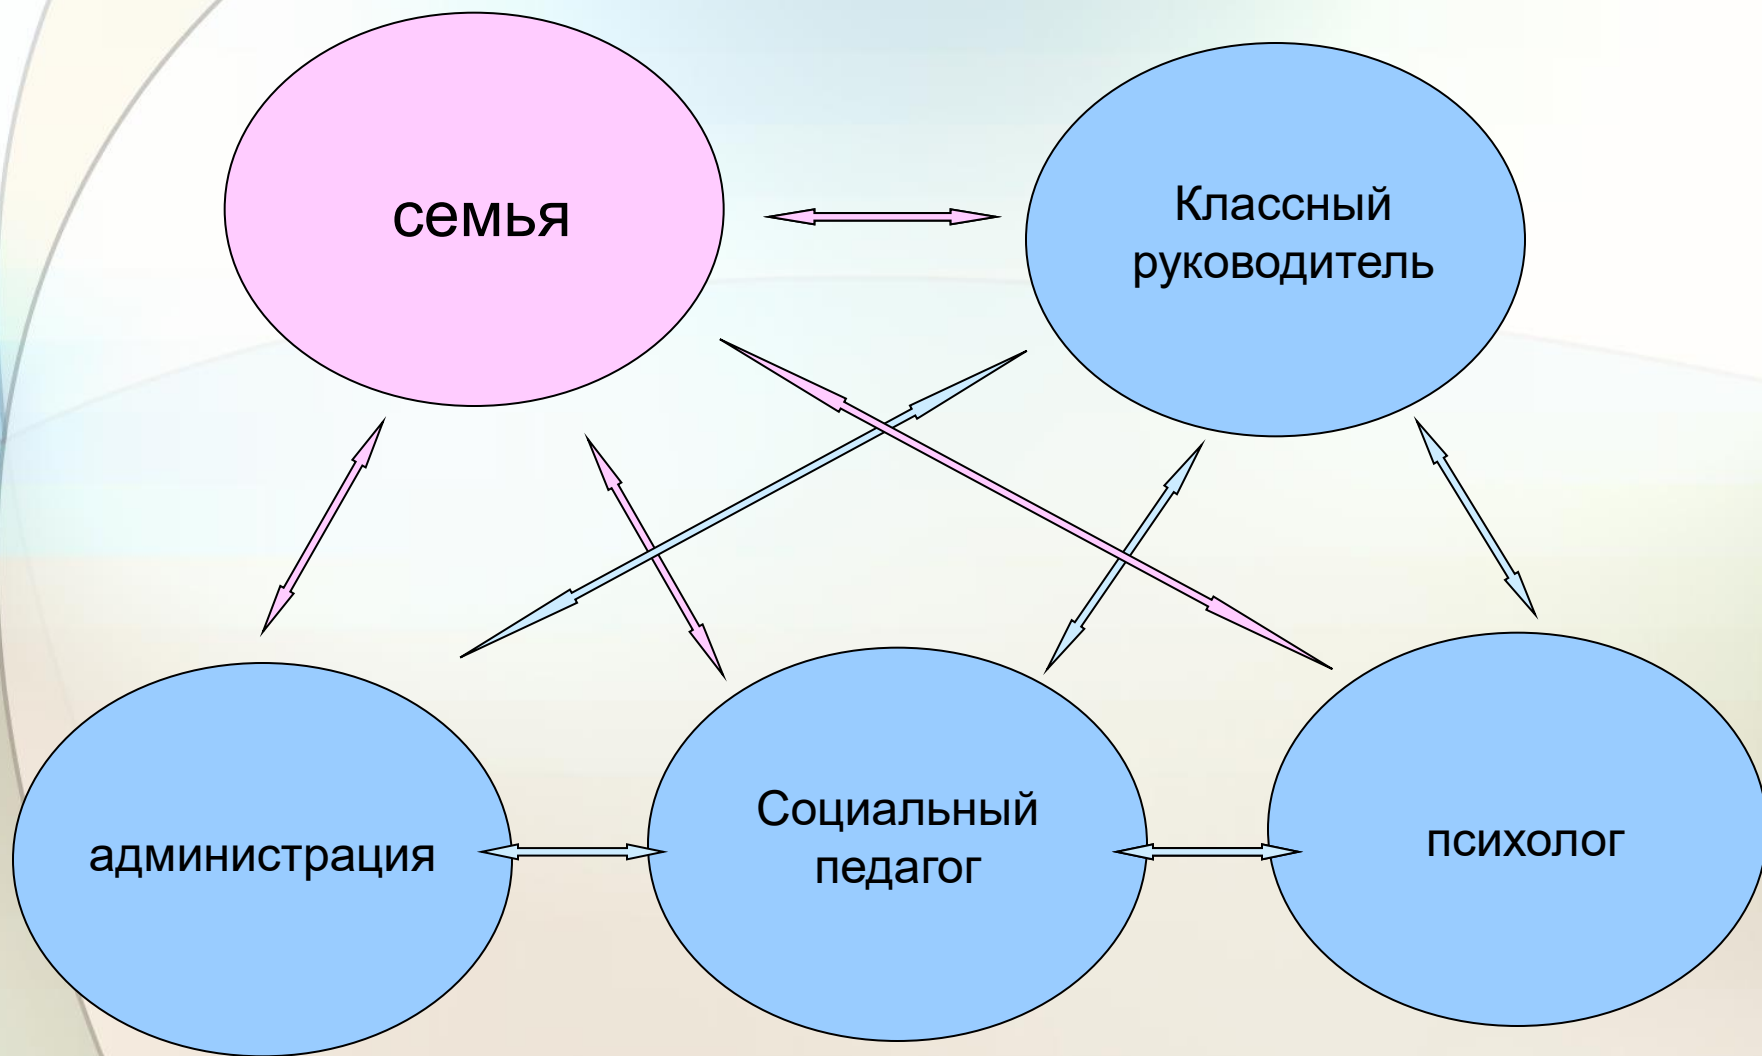 семья
Классный
руководитель
администрация
Социальный
педагог
психолог